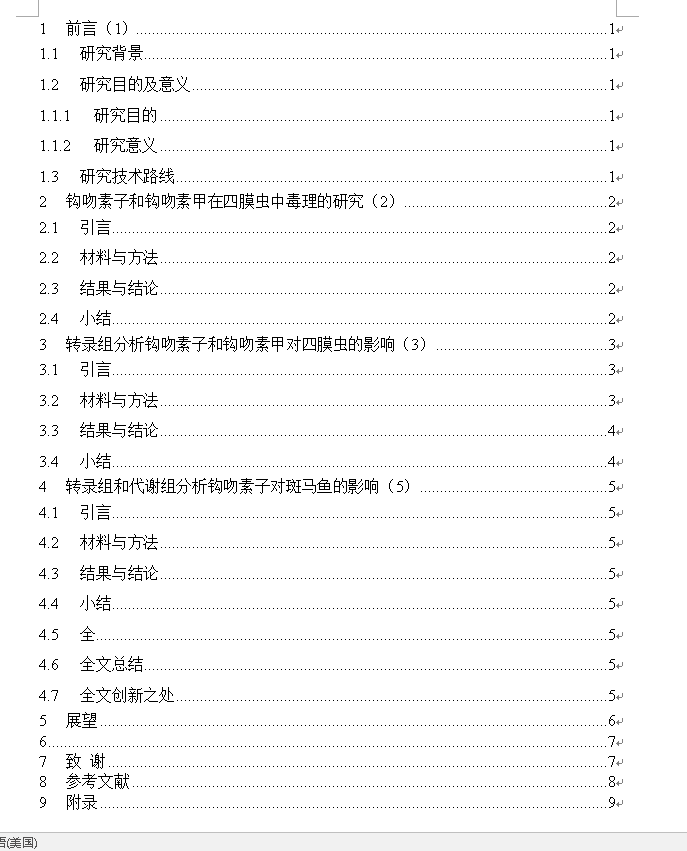 1 前言（1）1
1.1 研究背景1
1.2 研究目的及意义1
1.1.1 研究目的1
1.1.2 研究意义1
1.3 研究技术路线1
2 钩吻素子和钩吻素甲在四膜虫中毒理的研究（2）2
2.1 引言2
2.2 材料与方法2
2.3 结果与结论2
2.4 小结2
3 转录组分析钩吻素子和钩吻素甲对四膜虫的影响（3）3
3.1 引言3
3.2 材料与方法3
3.3 结果与结论4
3.4 小结4
4 转录组和代谢组分析钩吻素子对斑马鱼的影响（5）5
4.1 引言5
4.2 材料与方法5
4.3 结果与结论5
4.4 小结5
4.5 全5
4.6 全文总结5
4.7 全文创新之处5
5 展望6
6 7
7 致 谢7
8 参考文献8
9 附录9
语(美国)